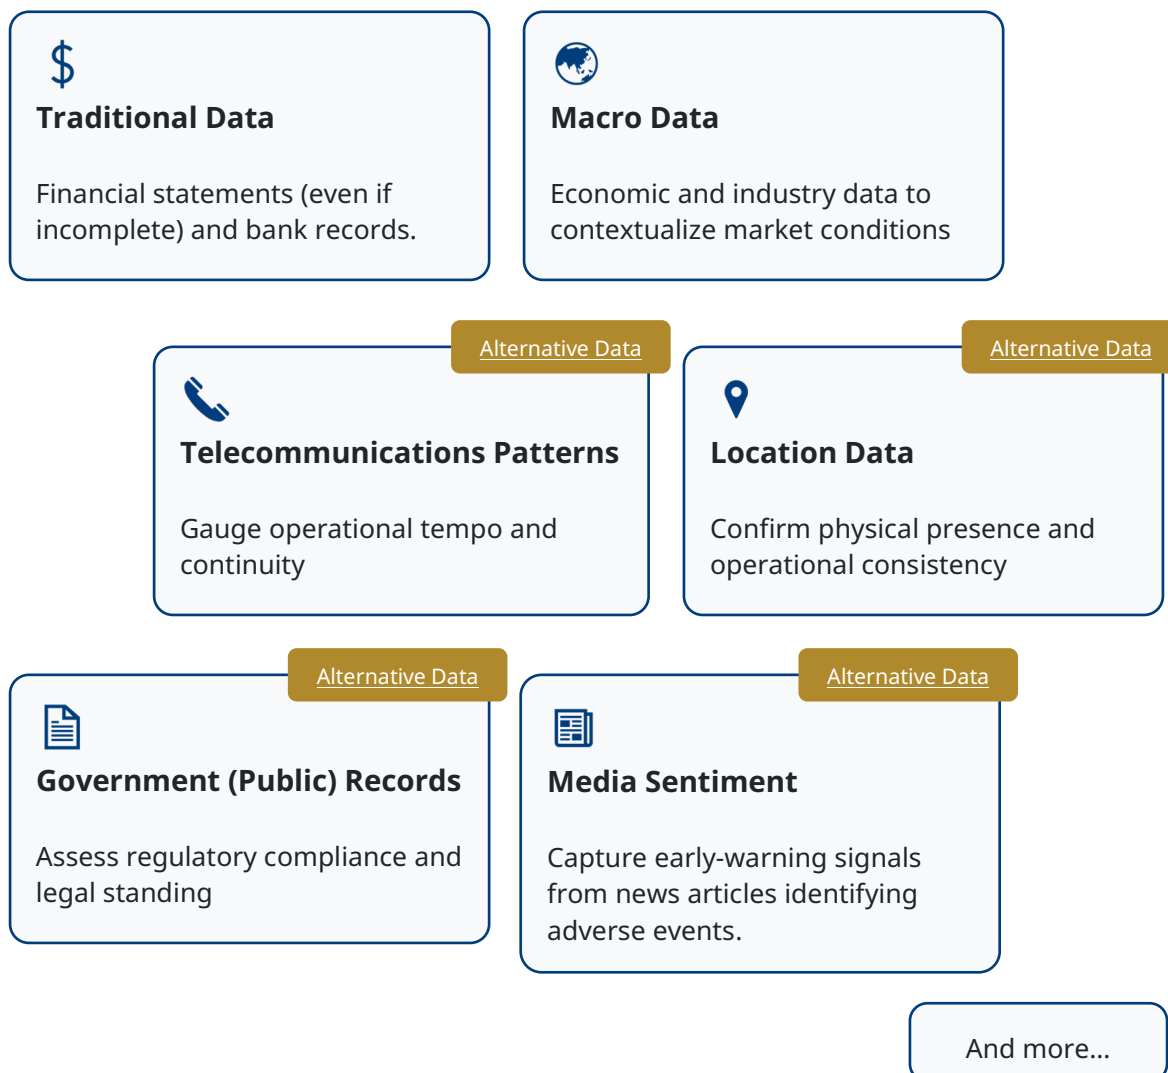 Traditional Data
Financial statements (even if
incomplete) and bank records.
Macro Data
Economic and industry data to
contextualize market conditions
Alternative Data
Telecommunications Patterns
Gauge operational tempo and
continuity
Alternative Data
Location Data
Confirm physical presence and
operational consistency
Alternative Data
Government (Public) Records
Assess regulatory compliance and
legal standing
Alternative Data
Media Sentiment
Capture early-warning signals
from news articles identifying
adverse events.
And more...